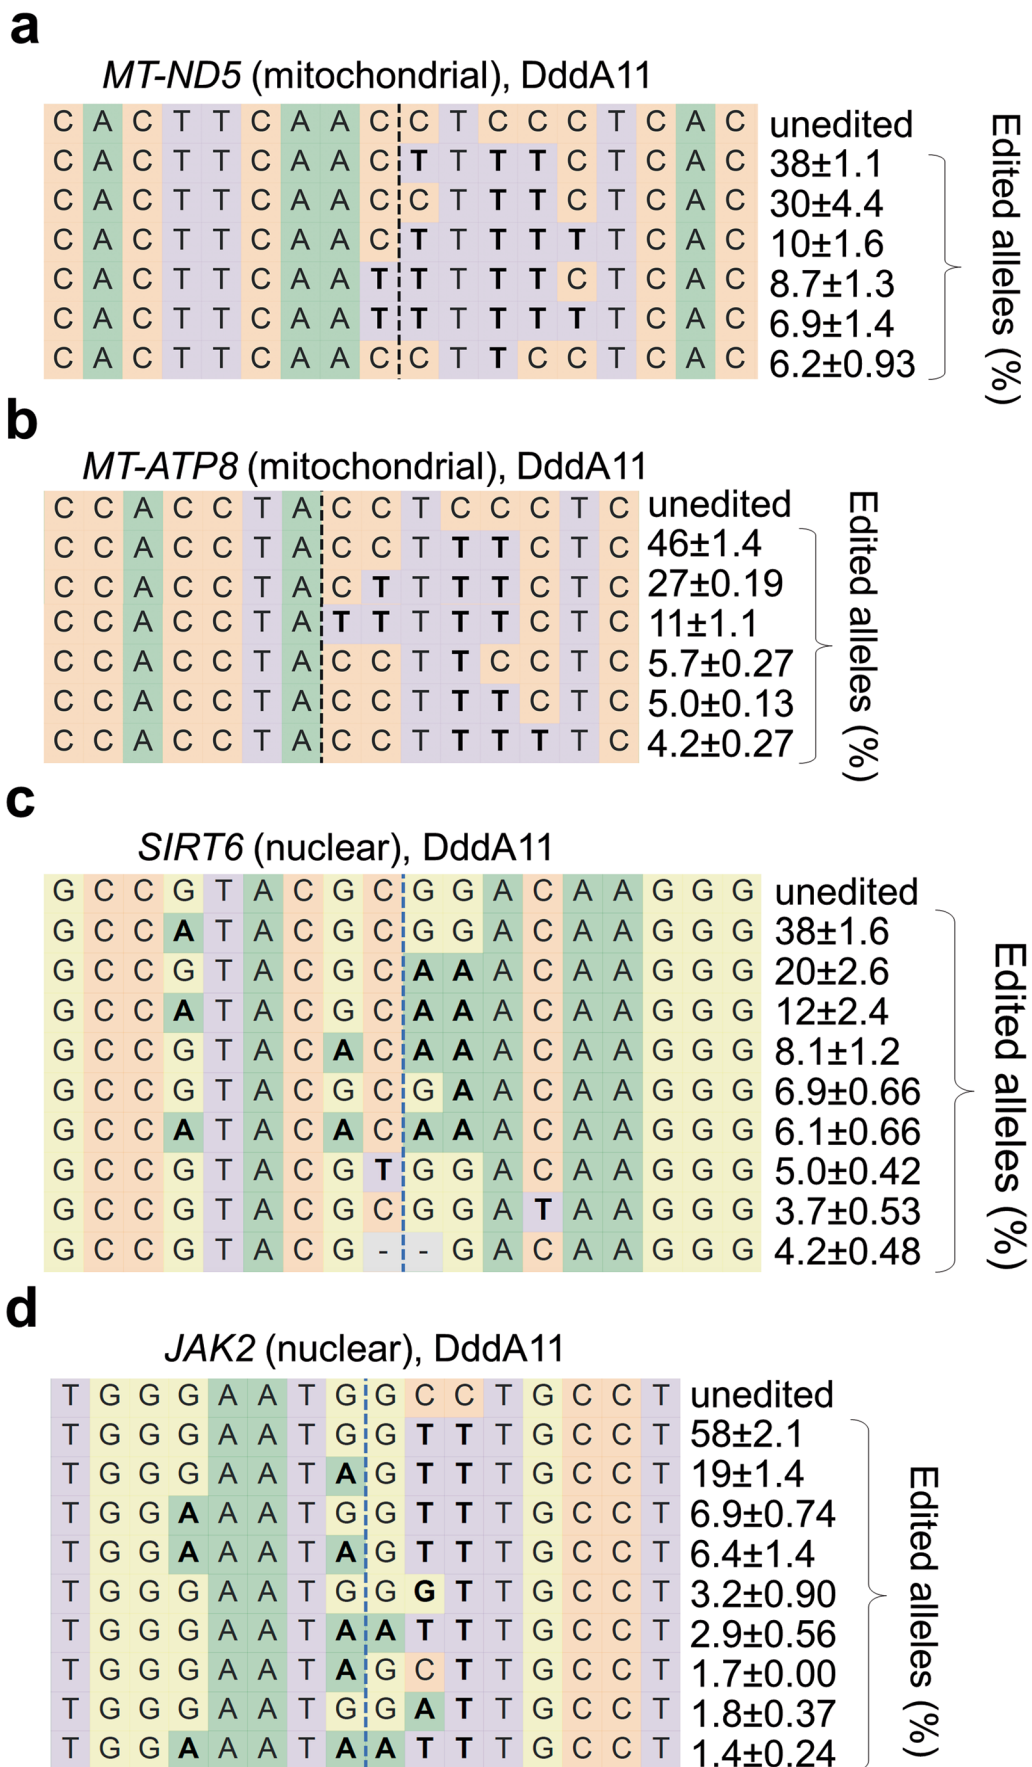 a
MT-ND5 (mitochondrial), DddA11
C A C T T C A A C C T C C C T C A C unedited
C A C T T C A A C T T T T C T C A C 38±1.1
C A C T T C A A C C T T T C T C A C 30±4.4
C A C T T C A A C T T T T T T C A C 10±1.6
C A C T T C A A T T T T T C T C A C 8.7±1.3
C A C T T C A A T T T T T T T C A C 6.9±1.4
C A C T T C A A C C T T C C T C A C 6.2±0.93
Edited alleles (%)
b
MT-ATP8 (mitochondrial), DddA11
C C A C C T A C C T C C C T C unedited
C C A C C T A C C T T T C T C 46±1.4
C C A C C T A C T T T T C T C 27±0.19
C C A C C T A T T T T T C T C 11±1.1
C C A C C T A C C T T C C T C 5.7±0.27
C C A C C T A C C T T T C T C 5.0±0.13
C C A C C T A C C T T T T T C 4.2±0.27
Edited alleles (%)
c
SIRT6 (nuclear), DddA11
G C C G T A C G C G G A C A A G G G unedited
G C C A T A C G C G G A C A A G G G 38±1.6
G C C G T A C G C A A A C A A G G G 20±2.6
G C C A T A C G C A A A C A A G G G 12±2.4
G C C G T A C A C A A A C A A G G G 8.1±1.2
G C C G T A C G C G A A C A A G G G 6.9±0.66
G C C A T A C A C A A A C A A G G G 6.1±0.66
G C C G T A C G T G G A C A A G G G 5.0±0.42
G C C G T A C G C G G A T A A G G G 3.7±0.53
G C C G T A C G - - G A C A A G G G 4.2±0.48
Edited alleles (%)
d
JAK2 (nuclear), DddA11
T G G G A A T G G C C T G C C T unedited
T G G G A A T G G T T T G C C T 58±2.1
T G G G A A T A G T T T G C C T 19±1.4
T G G A A A T G G T T T G C C T 6.9±0.74
T G G A A A T A G T T T G C C T 6.4±1.4
T G G G A A T G G G T T G C C T 3.2±0.90
T G G G A A T A A T T T G C C T 2.9±0.56
T G G G A A T A G C T T G C C T 1.7±0.00
T G G G A A T G G A T T G C C T 1.8±0.37
T G G A A A T A A T T T G C C T 1.4±0.24
Edited alleles (%)